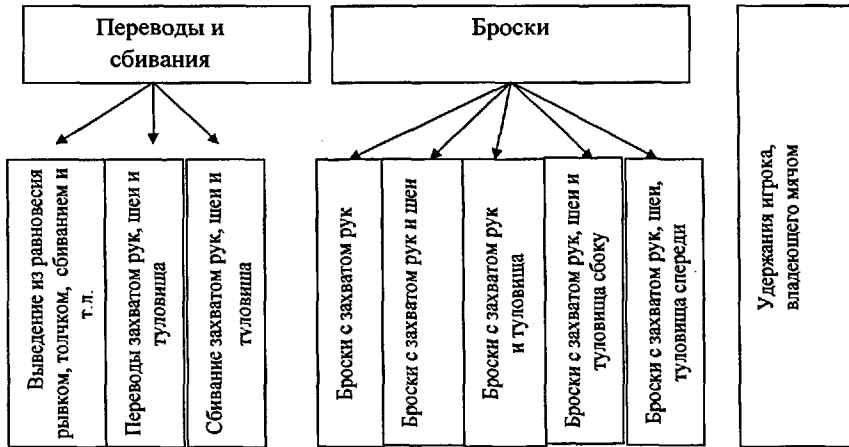 Переводы и
сбивания
Броски
Выведение из равновесия
рывком, толчком, сбиванием и
т.л.
Переводы захватом рук, шеи и
туловища
Сбивание захватом рук, шеи и
туловища
Броски с захватом рук
Броски с захватом рук и шеи
Броски с захватом рук
и туловища
Броски с захватом рук, шеи и
туловища сбоку
Броски с захватом рук, шеи,
туловища спереди
Удержания игрока,
владеющего мячом